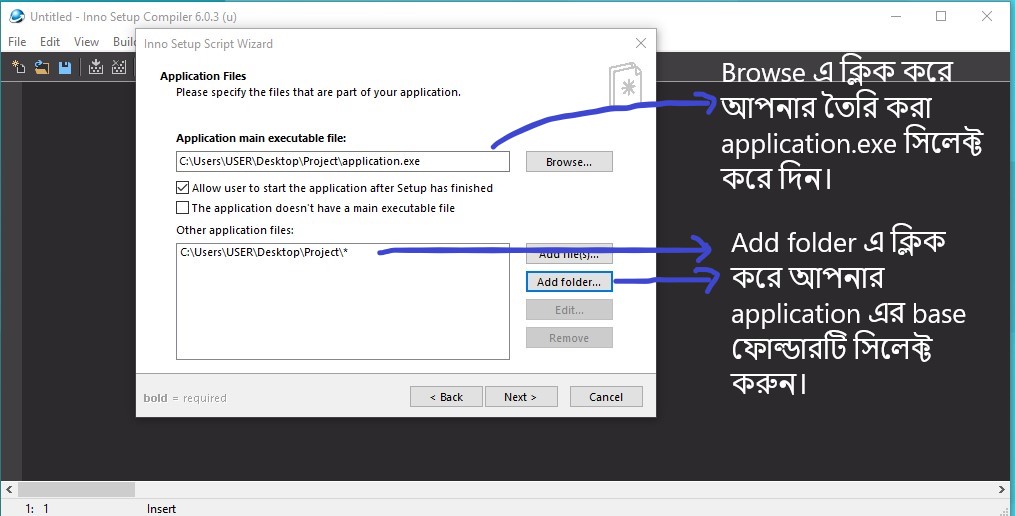 Untitled - Inno Setup Compiler 6.0.3 (u)
File Edit View Buil
Inno Setup Script Wizard
Application Files
Please specify the files that are part of your application.
Application main executable file:
C:\Users\USER\Desktop\Project\application.exe
Browse...
Allow user to start the application after Setup has finished
The application doesn't have a main executable file
Other application files:
C:\Users\USER\Desktop\Project\*
Add file(s)...
Add folder...
Edit...
Remove
bold = required
< Back
Next >
Cancel
Browse এ ক্লিক করে
আপনার তৈরি করা
application.exe সিলেক্ট
করে দিন।
Add folder এ ক্লিক
করে আপনার
application এর base
ফোল্ডারটি সিলেক্ট
করুন।
1: 1
Insert